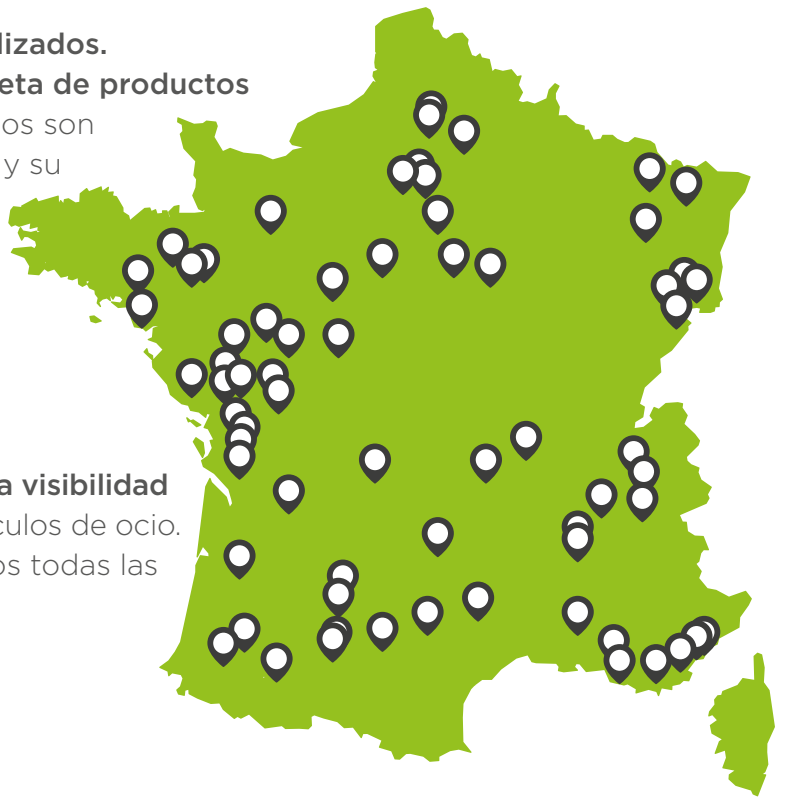 lizados.
eta de productos
os son
y su
a visibilidad
culos de ocio.
os todas las